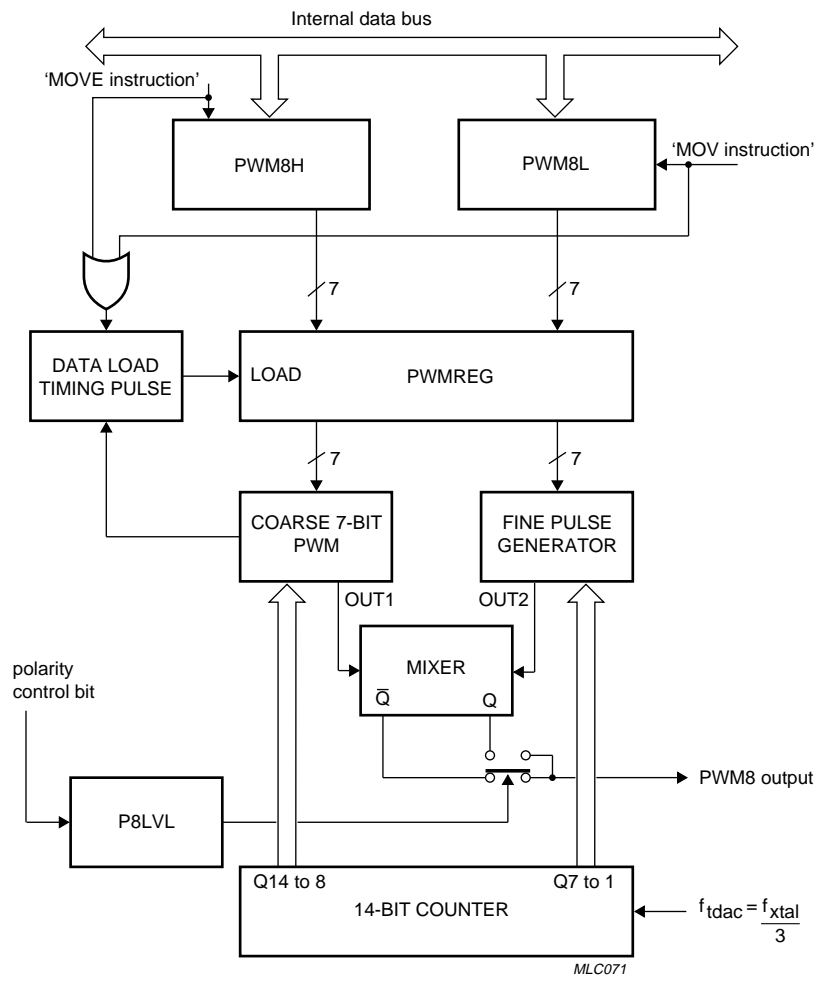 Internal data bus
‘MOVE instruction’
PWM8H
PWM8L
‘MOV instruction’
7
7
DATA LOAD
TIMING PULSE
LOAD
PWMREG
7
7
COARSE 7-BIT
PWM
FINE PULSE
GENERATOR
OUT1
OUT2
MIXER
Q̅
Q
polarity
control bit
PWM8 output
P8LVL
Q14 to 8
Q7 to 1
14-BIT COUNTER
f tdac = f xtal
3
MLC071